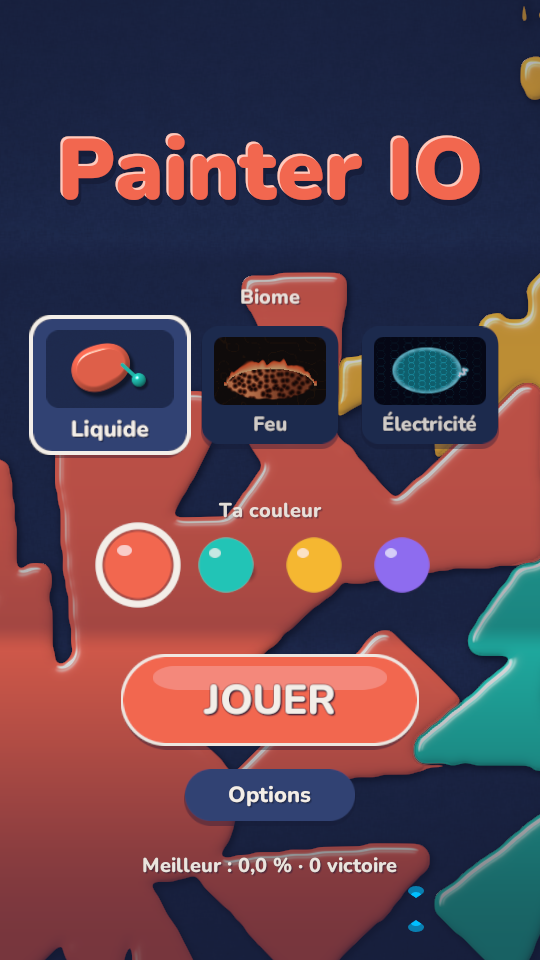 Painter IO
Biome
Liquide
Feu
Électricité
Ta couleur
JOUER
Options
Meilleur : 0,0 % · 0 victoire